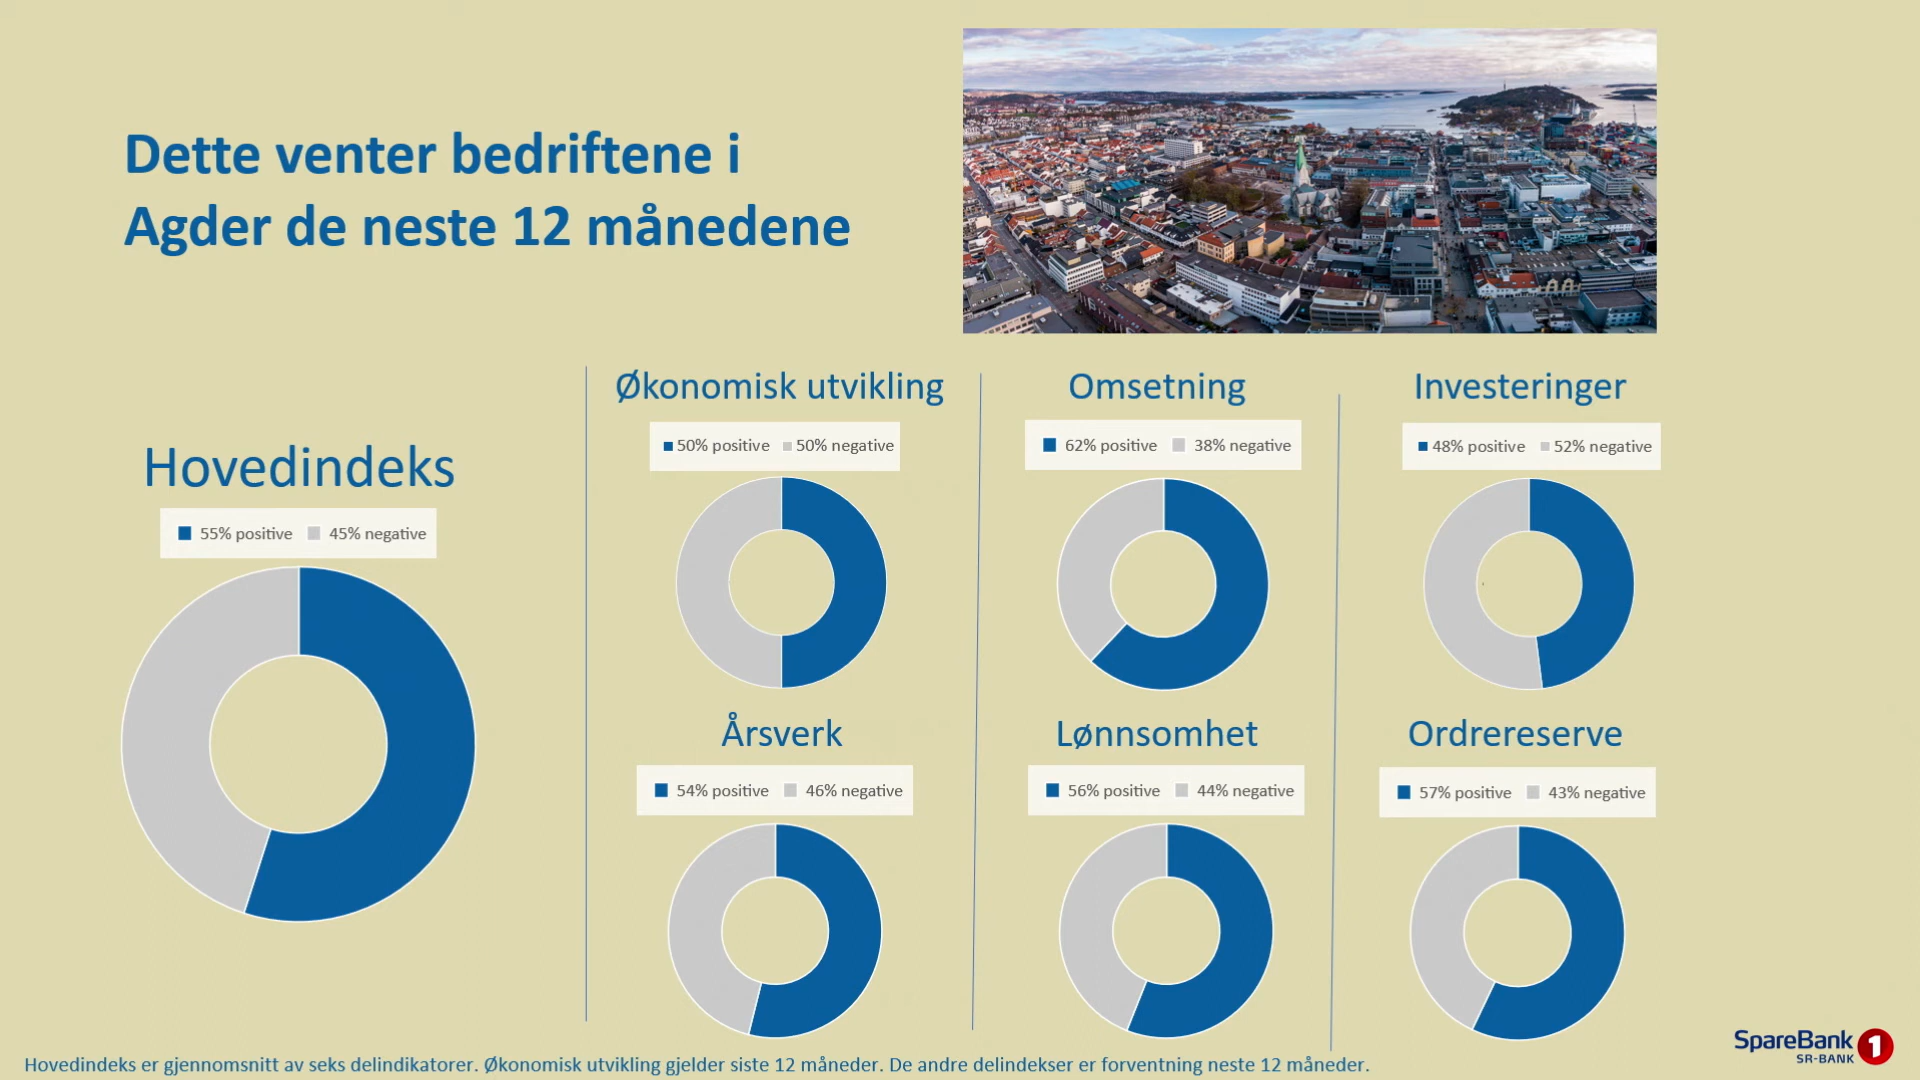 Dette venter bedriftene i
Agder de neste 12 månedene
Hovedindeks
55% positive 45% negative
Økonomisk utvikling
50% positive 50% negative
Omsetning
62% positive 38% negative
Investeringer
48% positive 52% negative
Årsverk
54% positive 46% negative
Lønnsomhet
56% positive 44% negative
Ordrereserve
57% positive 43% negative
Hovedindeks er gjennomsnitt av seks delindikatorer. Økonomisk utvikling gjelder siste 12 måneder. De andre delindekser er forventning neste 12 måneder.
SpareBank 1
SR-BANK